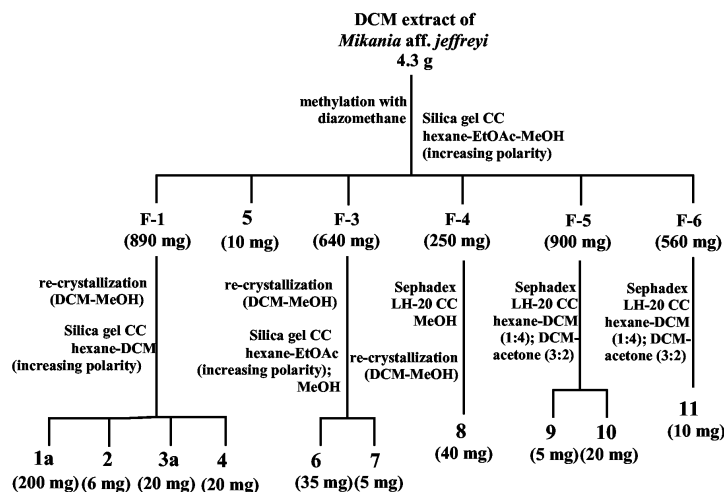 DCM extract of
Mikania aff. jeffreyi
4.3 g
methylation with
diazomethane
Silica gel CC
hexane-EtOAc-MeOH
(increasing polarity)
F-1
(890 mg)
5
(10 mg)
F-3
(640 mg)
F-4
(250 mg)
F-5
(900 mg)
F-6
(560 mg)
re-crystallization
(DCM-MeOH)
Silica gel CC
hexane-DCM
(increasing polarity)
re-crystallization
(DCM-MeOH)
Silica gel CC
hexane-EtOAc
(increasing polarity);
MeOH
Sephadex
LH-20 CC
MeOH
re-crystallization
(DCM-MeOH)
Sephadex
LH-20 CC
hexane-DCM
(1:4); DCM-
acetone (3:2)
Sephadex
LH-20 CC
hexane-DCM
(1:4); DCM-
acetone (3:2)
1a
(200 mg)
2
(6 mg)
3a
(20 mg)
4
(20 mg)
6
(35 mg)
7
(5 mg)
8
(40 mg)
9
(5 mg)
10
(20 mg)
11
(10 mg)